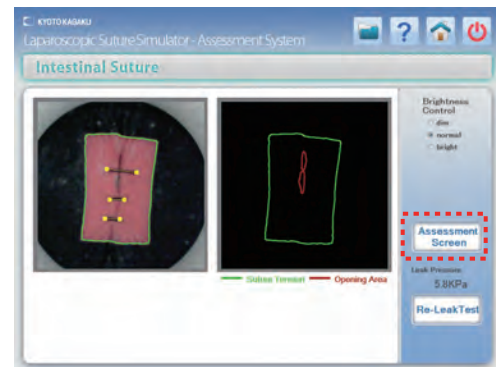 KYOTO KAGAKU
Laparoscopic Suture Simulator - Assessment System
?
Intestinal Suture
Brightness
Control
dim
normal
bright
Assessment
Screen
Leak Pressure
5.8KPa
Re-LeakTest
Sutura Tension
Opening Area